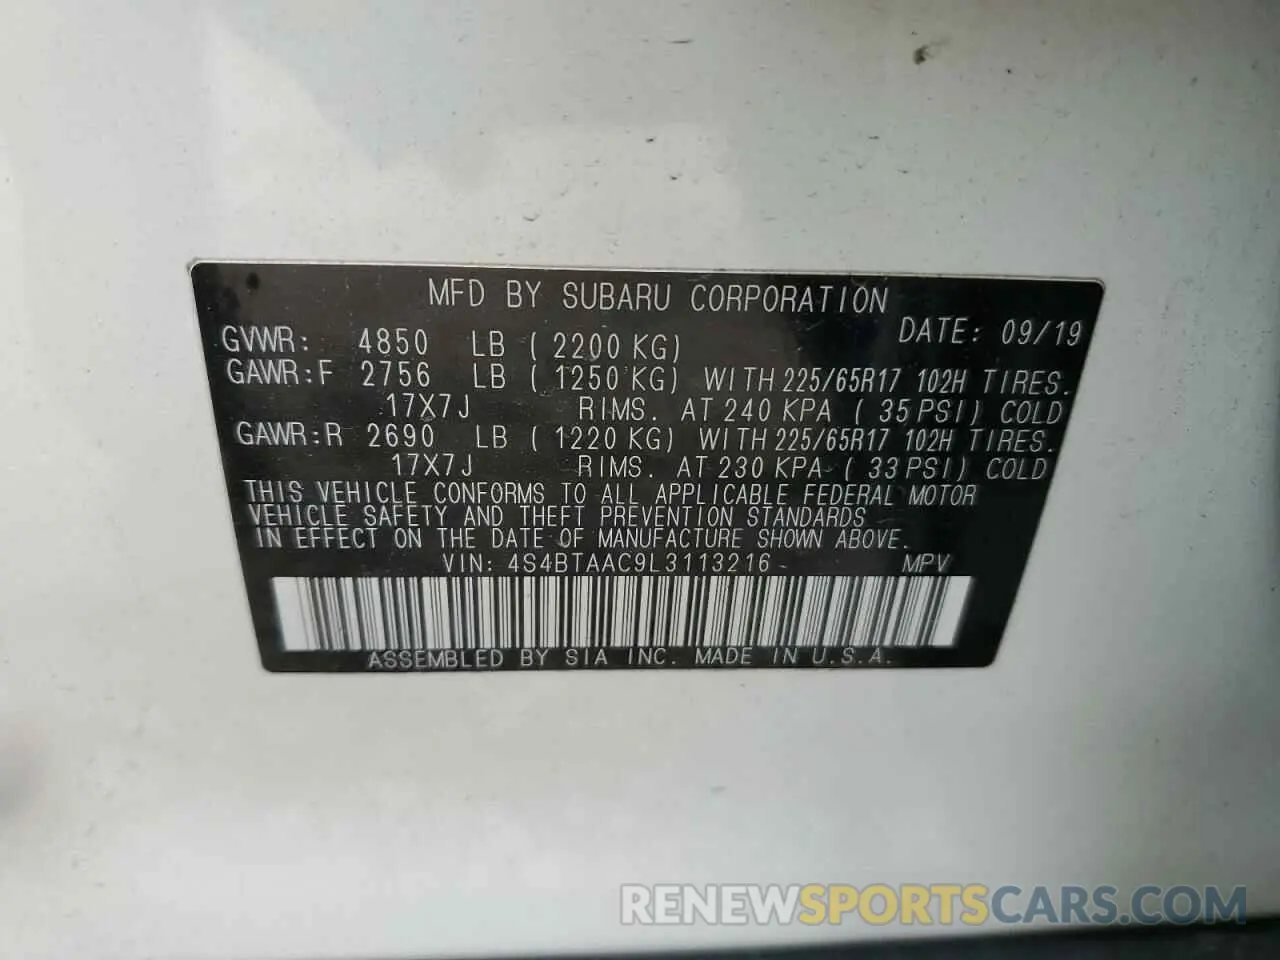 MFD BY SUBARU CORPORATION
DATE: 09/19
GVWR: 4850 LB ( 2200 KG)
GAWR:F 2756 LB ( 1250 KG) WITH 225/65R17 102H TIRES.
17X7J RIMS. AT 240 KPA ( 35 PSI) COLD
GAWR:R 2690 LB ( 1220 KG) WITH 225/65R17 102H TIRES.
17X7J RIMS. AT 230 KPA ( 33 PSI) COLD
THIS VEHICLE CONFORMS TO ALL APPLICABLE FEDERAL MOTOR
VEHICLE SAFETY AND THEFT PREVENTION STANDARDS
IN EFFECT ON THE DATE OF MANUFACTURE SHOWN ABOVE.
VIN: 4S4BTAAC9L3113216 MPV
ASSEMBLED BY SIA INC. MADE IN U.S.A.
RENEWSPORTSCARS.COM